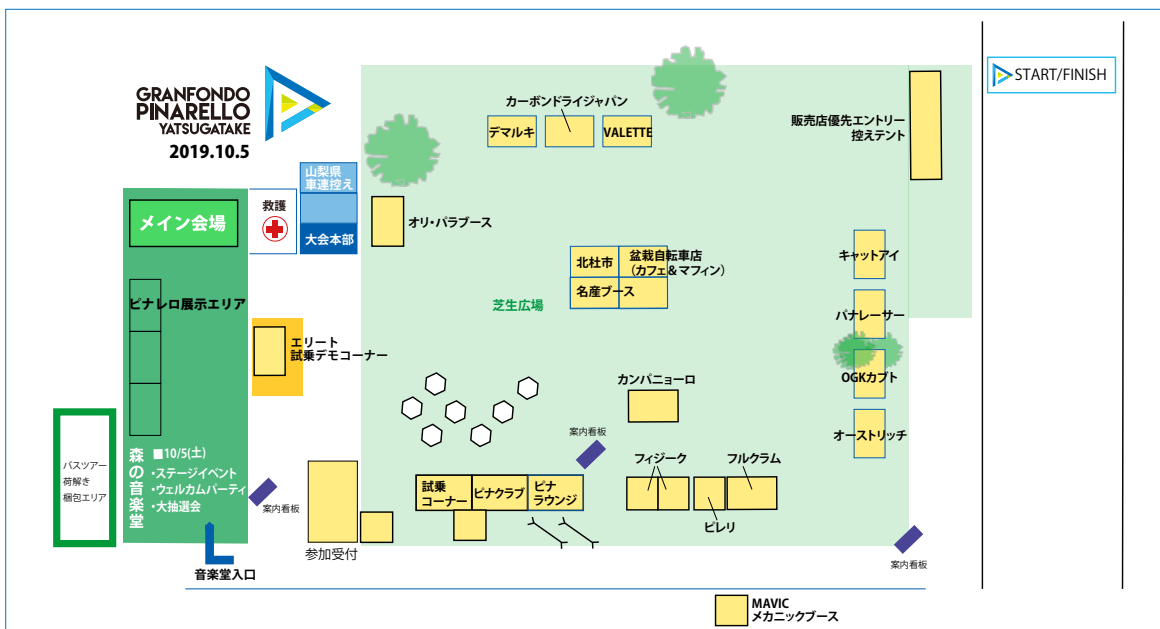 GRANFONDO
PINARELLO
YATSUGATAKE
2019.10.5
START/FINISH
カーボンドライジャパン
デマルキ
VALETTE
販売店優先エントリー
控えテント
山梨県
車連控え
大会本部
救護
メイン会場
オリ・パラブース
北杜市
名産ブース
盆栽自転車店
(カフェ&マフィン)
キャットアイ
パナレーサー
OGKカブト
オーストリッチ
芝生広場
ピナレロ展示エリア
エリート
試乗デモコーナー
カンパニョーロ
案内看板
フィジーク
フルクラム
ピレリ
試乗
コーナー
ピナクラブ
ピナ
ラウンジ
バスツアー
荷解き
梱包エリア
森の音楽堂
■10/5(土)
・ステージイベント
・ウェルカムパーティ
・大抽選会
案内看板
参加受付
音楽堂入口
案内看板
MAVIC
メカニックブース